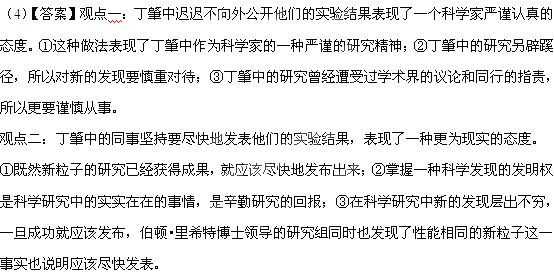 （4）【答案】观点一：丁肇中迟迟不向外公开他们的实验结果表现了一个科学家严谨认真的
态度。①这种做法表现了丁肇中作为科学家的一种严谨的研究精神；②丁肇中的研究另辟蹊
径，所以对新的发现要慎重对待；③丁肇中的研究曾经遭受过学术界的议论和同行的指责，
所以更要谨慎从事。
观点二：丁肇中的同事坚持要尽快地发表他们的实验结果，表现了一种更为现实的态度。
①既然新粒子的研究已经获得成果，就应该尽快地发布出来；②掌握一种科学发现的发明权
是科学研究中的实实在在的事情，是辛勤研究的回报；③在科学研究中新的发现层出不穷，
一旦成功就应该发布，伯顿·里希特博士领导的研究组同时也发现了性能相同的新粒子这一
事实也说明应该尽快发表。